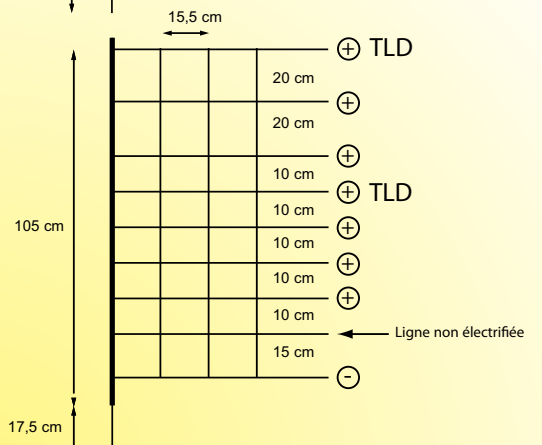 15,5 cm
+ TLD
20 cm
+
20 cm
+
10 cm
+ TLD
10 cm
105 cm
+
10 cm
+
10 cm
+
10 cm
Ligne non électrifiée
15 cm
-
17,5 cm